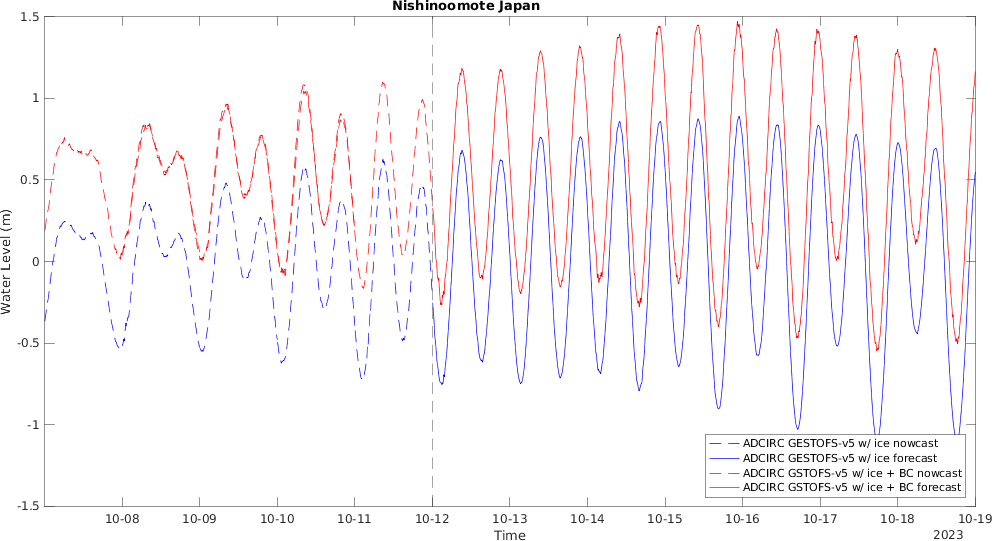 Nishinoomote Japan
1.5
1
0.5
0
-0.5
-1
-1.5
Water Level (m)
10-08 10-09 10-10 10-11 10-12 10-13 10-14 10-15 10-16 10-17 10-18 10-19
Time
2023
ADCIRC GESTOFS-v5 w/ ice nowcast
ADCIRC GESTOFS-v5 w/ ice forecast
ADCIRC GSTOFS-v5 w/ ice + BC nowcast
ADCIRC GSTOFS-v5 w/ ice + BC forecast